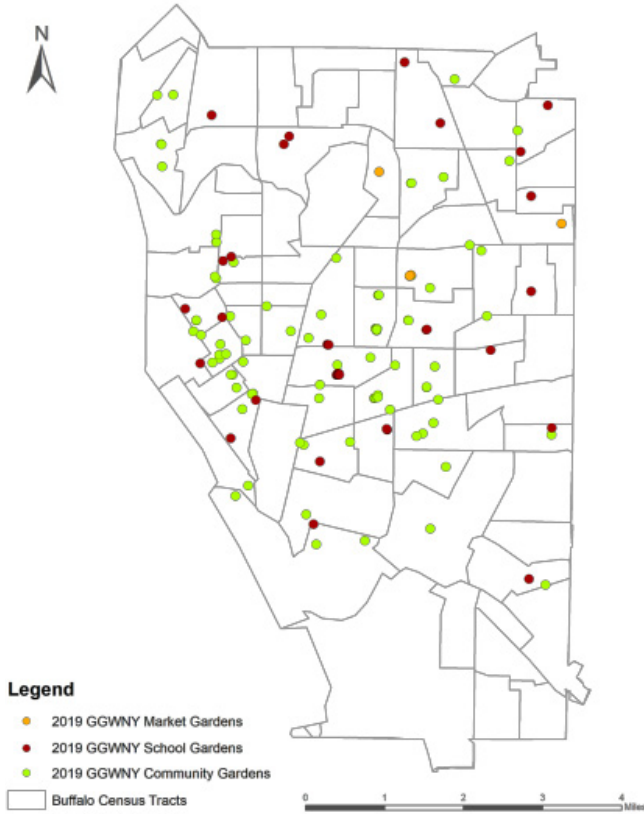 N
Legend
2019 GGWNY Market Gardens
2019 GGWNY School Gardens
2019 GGWNY Community Gardens
Buffalo Census Tracts
0 1 2 3 4
Miles